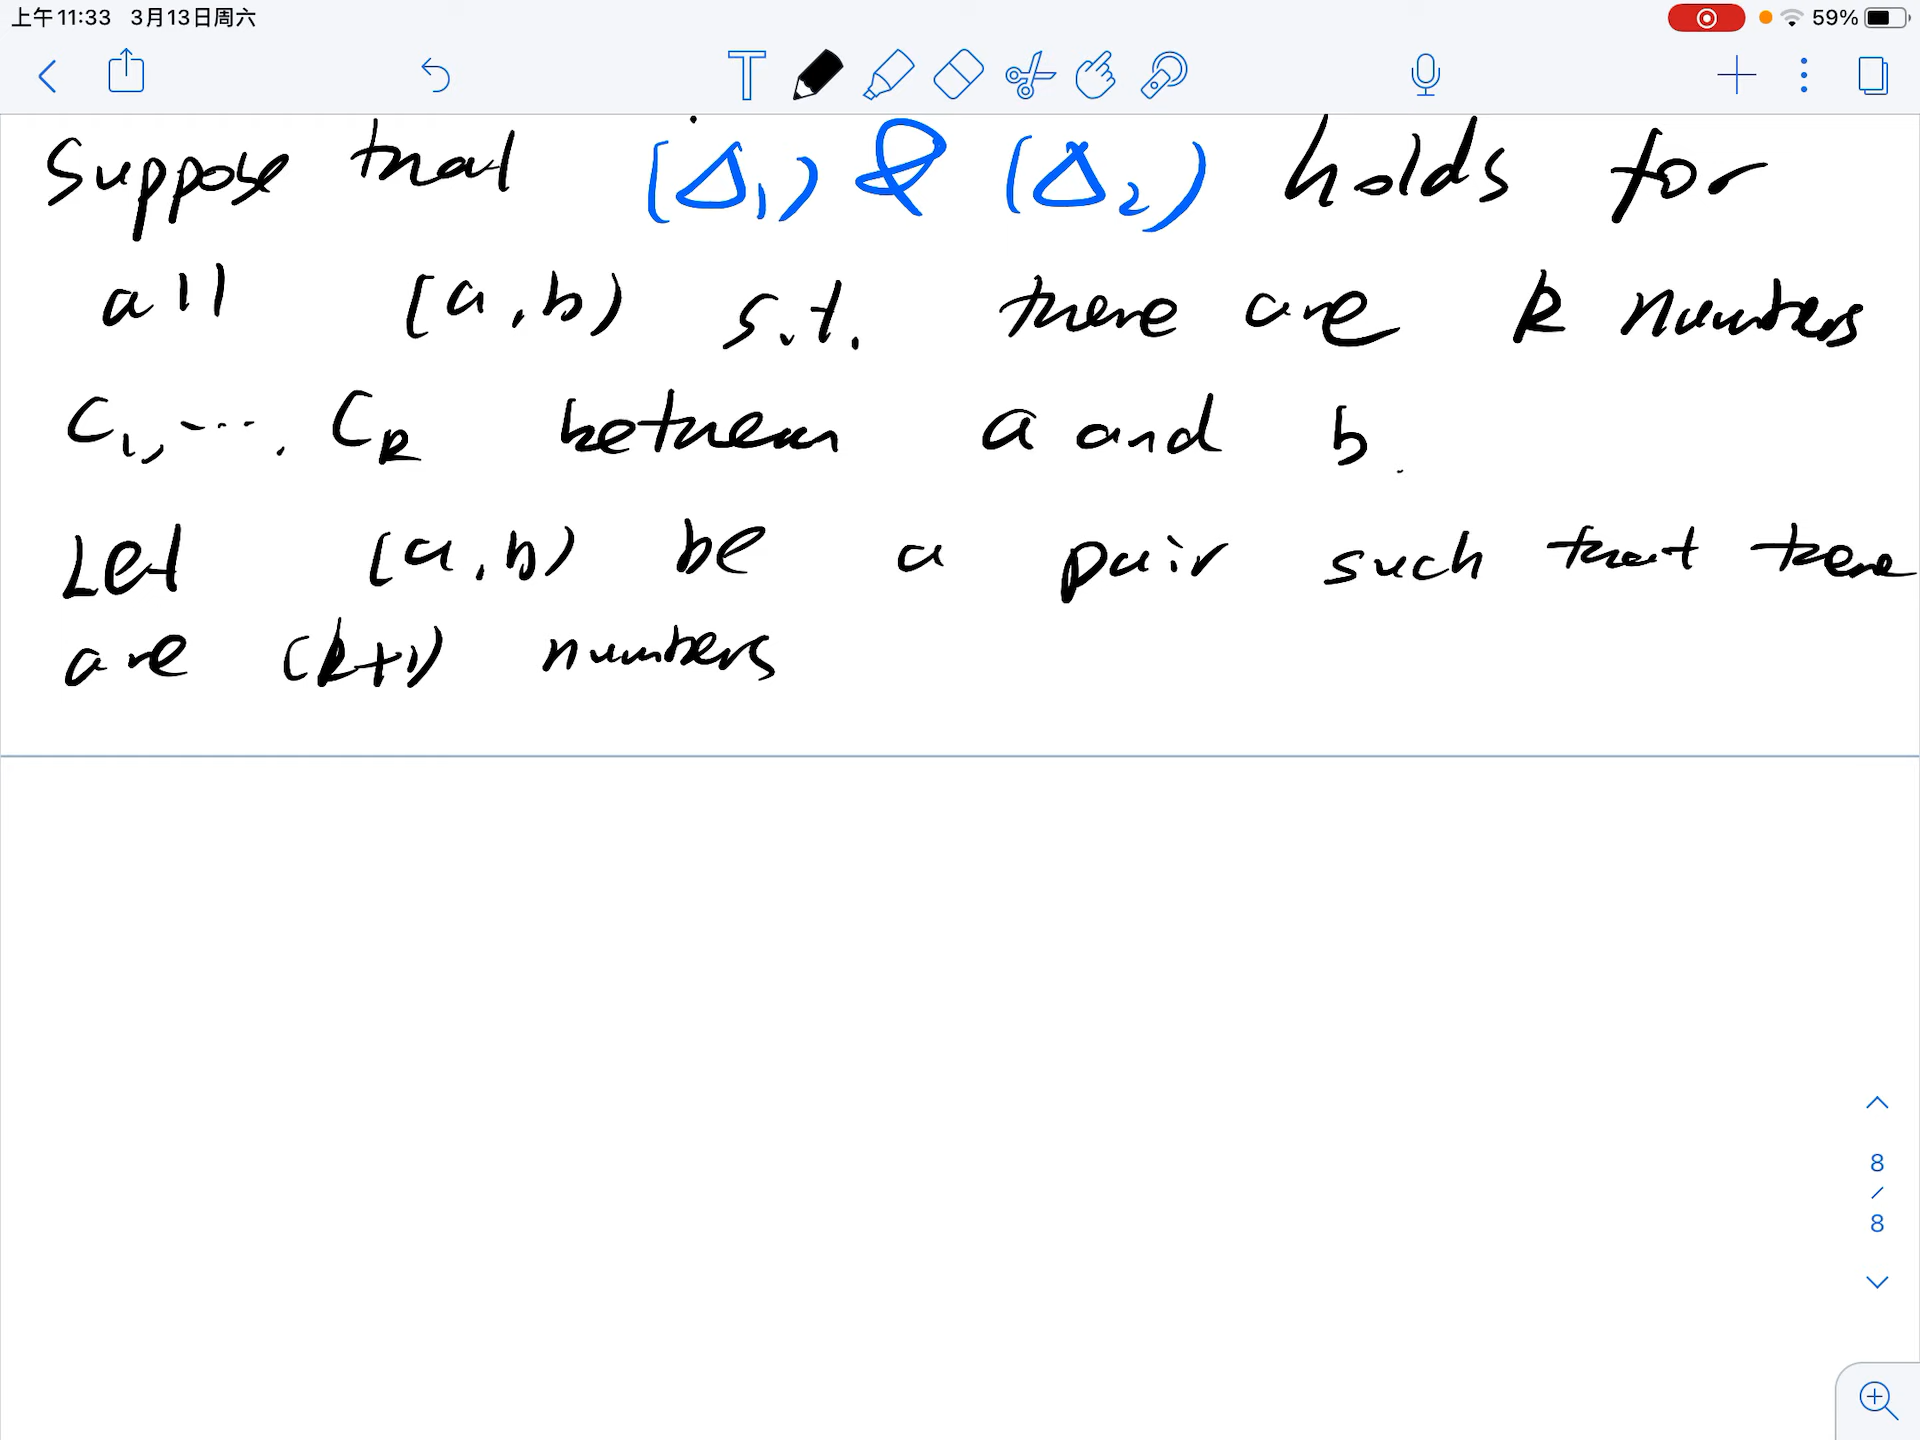 上午11:33 3月13日周六
59%
T
Suppose that (Δ₁) & (Δ₂) holds for
all (a,b) s.t. there are k numbers
C₁, ..., Cₖ between a and b.
Let (a,b) be a pair such that there
are (k+1) numbers
8
/
8